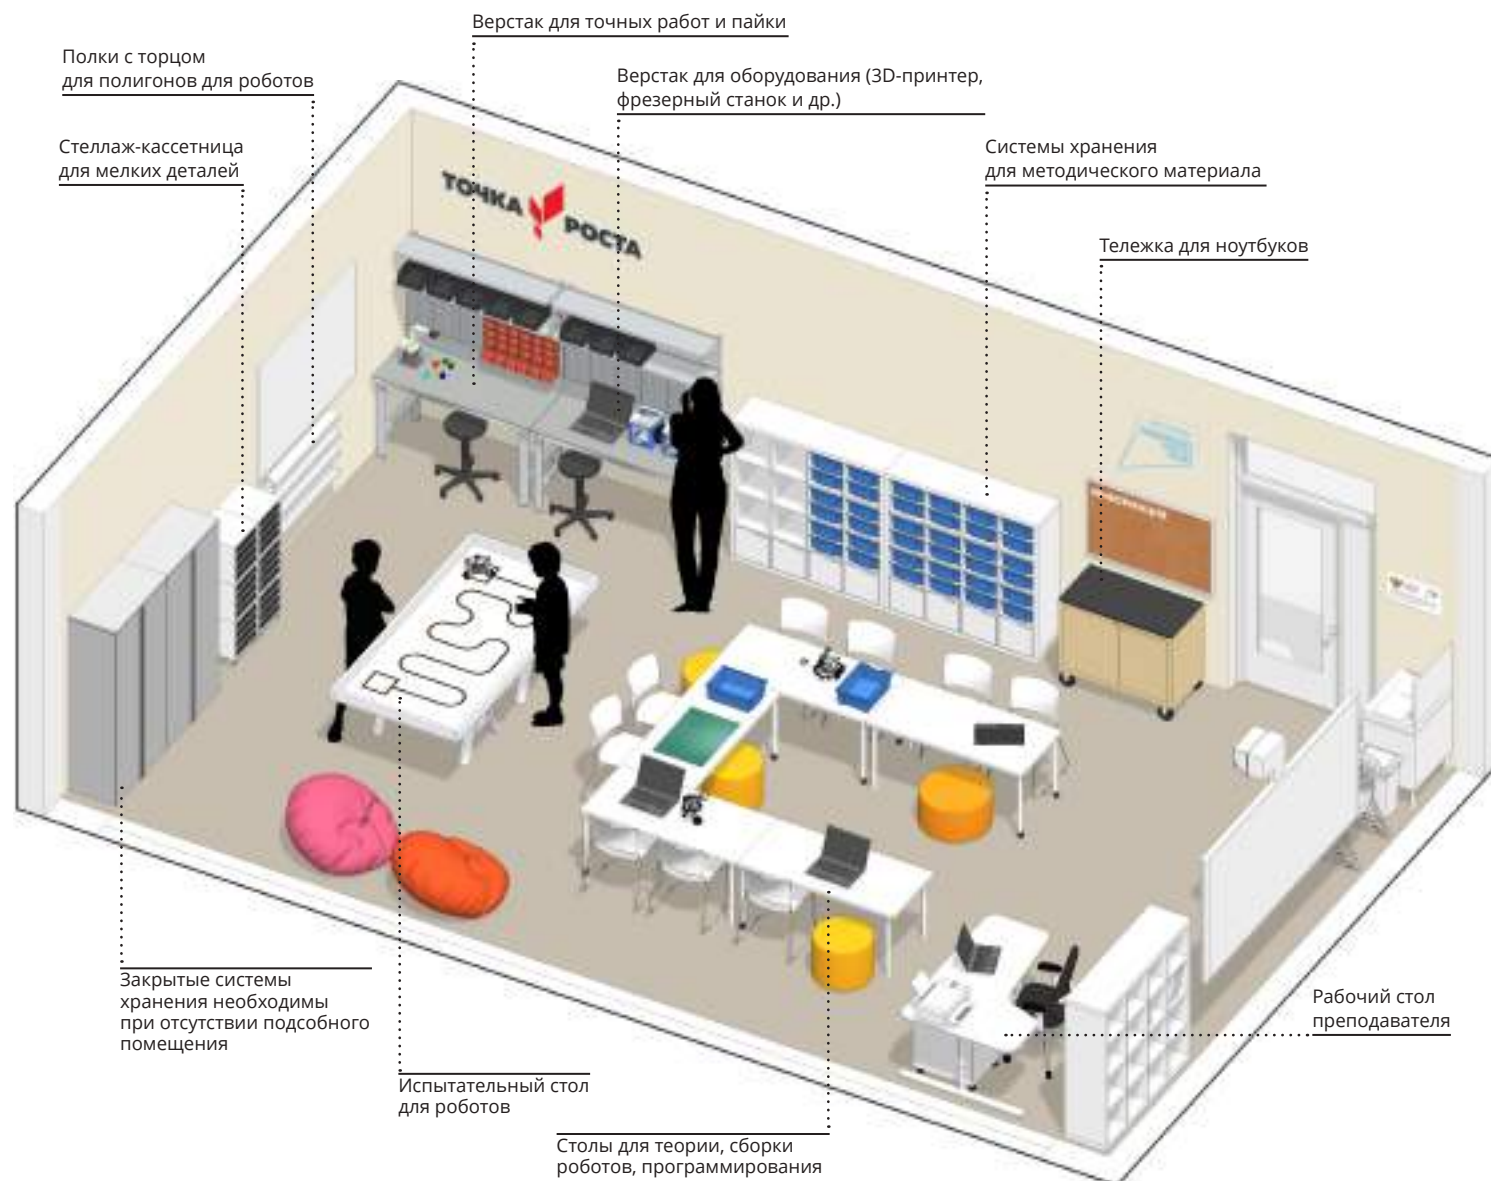 Верстак для точных работ и пайки
Полки с торцом
для полигонов для роботов
Верстак для оборудования (3D-принтер,
фрезерный станок и др.)
Стеллаж-кассетница
для мелких деталей
Системы хранения
для методического материала
Тележка для ноутбуков
ТОЧКА РОСТА
Закрытые системы
хранения необходимы
при отсутствии подсобного
помещения
Рабочий стол
преподавателя
Испытательный стол
для роботов
Столы для теории, сборки
роботов, программирования